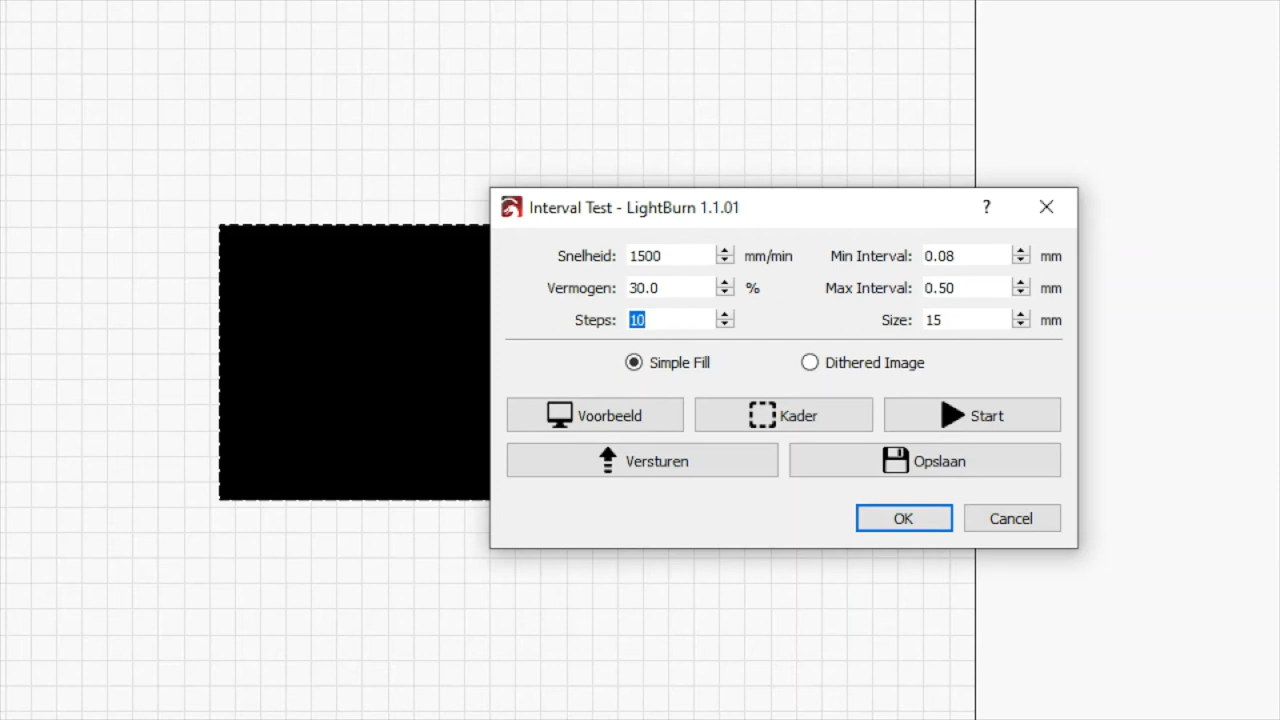 Interval Test - LightBurn 1.1.01 ?
Snelheid: 1500 mm/min Min Interval: 0.08 mm
Vermogen: 30.0 % Max Interval: 0.50 mm
Steps: 10 Size: 15 mm
Simple Fill Dithered Image
Voorbeeld Kader Start
Versturen Opslaan
OK Cancel